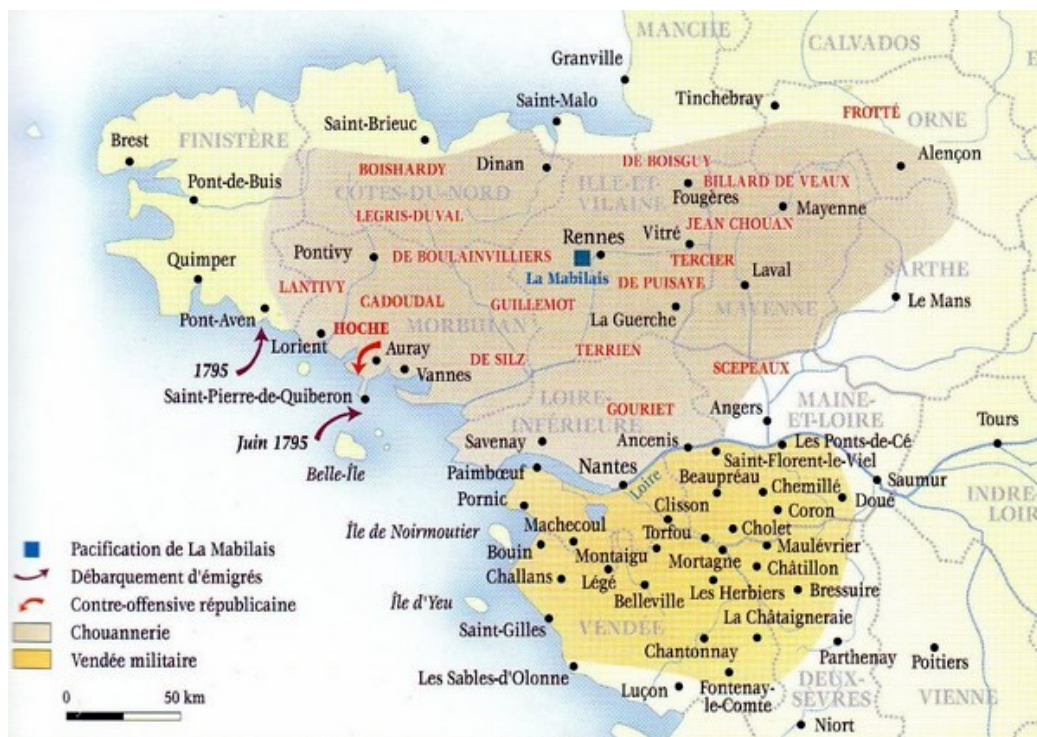 MANCHE
CALVADOS
Granville
Saint-Malo
Tinchebray
FROTTÉ
ORNE
Brest
FINISTÈRE
Saint-Brieuc
Dinan
DE BOISGUY
Alençon
BOISHARDY
Pont-de-Buis
CÔTES-DU-NORD
ILLE-ET-
VILAINE
BILLARD DE VEAUX
Fougères
Mayenne
LEGRIS-DUVAL
JEAN CHOUAN
Vitré
Rennes
Pontivy
DE BOULAINVILLIERS
TERCIER
Quimper
La Mabilais
DE PUISAYE
Laval
SARTHE
LANTIVY
CADOUDAL
GUILLEMOT
MAYENNE
Le Mans
Pont-Aven
HOCHE
MORBIHAN
La Guerche
Lorient
Auray
TERRIEN
1795
Vannes
DE SILZ
SCEPEAUX
Saint-Pierre-de-Quiberon
LOIRE-
INFÉRIEURE
GOURIET
Angers
MAINE-
ET-LOIRE
Tours
Juin 1795
Savenay
Ancenis
Les Ponts-de-Cé
Belle-Île
Saint-Florent-le-Viel
Paimbœuf
Nantes
Loire
Beaupréau
Chemillé
Saumur
Doué
INDRE-
LOIR
Pornic
Clisson
Coron
Machecoul
Torfou
Cholet
Île de Noirmoutier
Bouin
Montaigu
Mortagne
Maulévrier
Châtillon
Challans
Légé
Belleville
Les Herbiers
Bressuire
Île d'Yeu
La Châtaigneraie
Saint-Gilles
VENDÉE
Chantonnay
Parthenay
Poitiers
Les Sables-d'Olonne
Luçon
Fontenay-
le-Comte
DEUX-
SÈVRES
VIENNE
Niort
Pacification de La Mabilais
Débarquement d'émigrés
Contre-offensive républicaine
Chouannerie
Vendée militaire
0 50 km